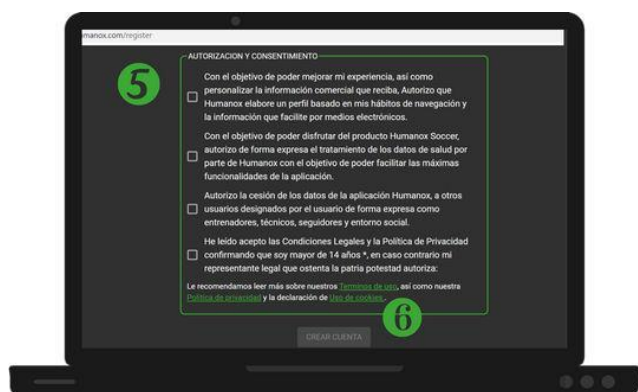 manox.com/register
AUTORIZACION Y CONSENTIMIENTO
5
Con el objetivo de poder mejorar mi experiencia, así como
personalizar la información comercial que reciba, Autorizo que
Humanox elabore un perfil basado en mis hábitos de navegación y
la información que facilite por medios electrónicos.
Con el objetivo de poder disfrutar del producto Humanox Soccer,
autorizo de forma expresa el tratamiento de los datos de salud por
parte de Humanox con el objetivo de poder facilitar las máximas
funcionalidades de la aplicación.
Autorizo la cesión de los datos de la aplicación Humanox, a otros
usuarios designados por el usuario de forma expresa como
entrenadores, técnicos, seguidores y entorno social.
He leído acepto las Condiciones Legales y la Política de Privacidad
confirmando que soy mayor de 14 años *, en caso contrario mi
representante legal que ostenta la patria potestad autoriza:
Le recomendamos leer más sobre nuestros Terminos de uso, así como nuestra
Política de privacidad y la declaración de Uso de cookies.
6
CREAR CUENTA